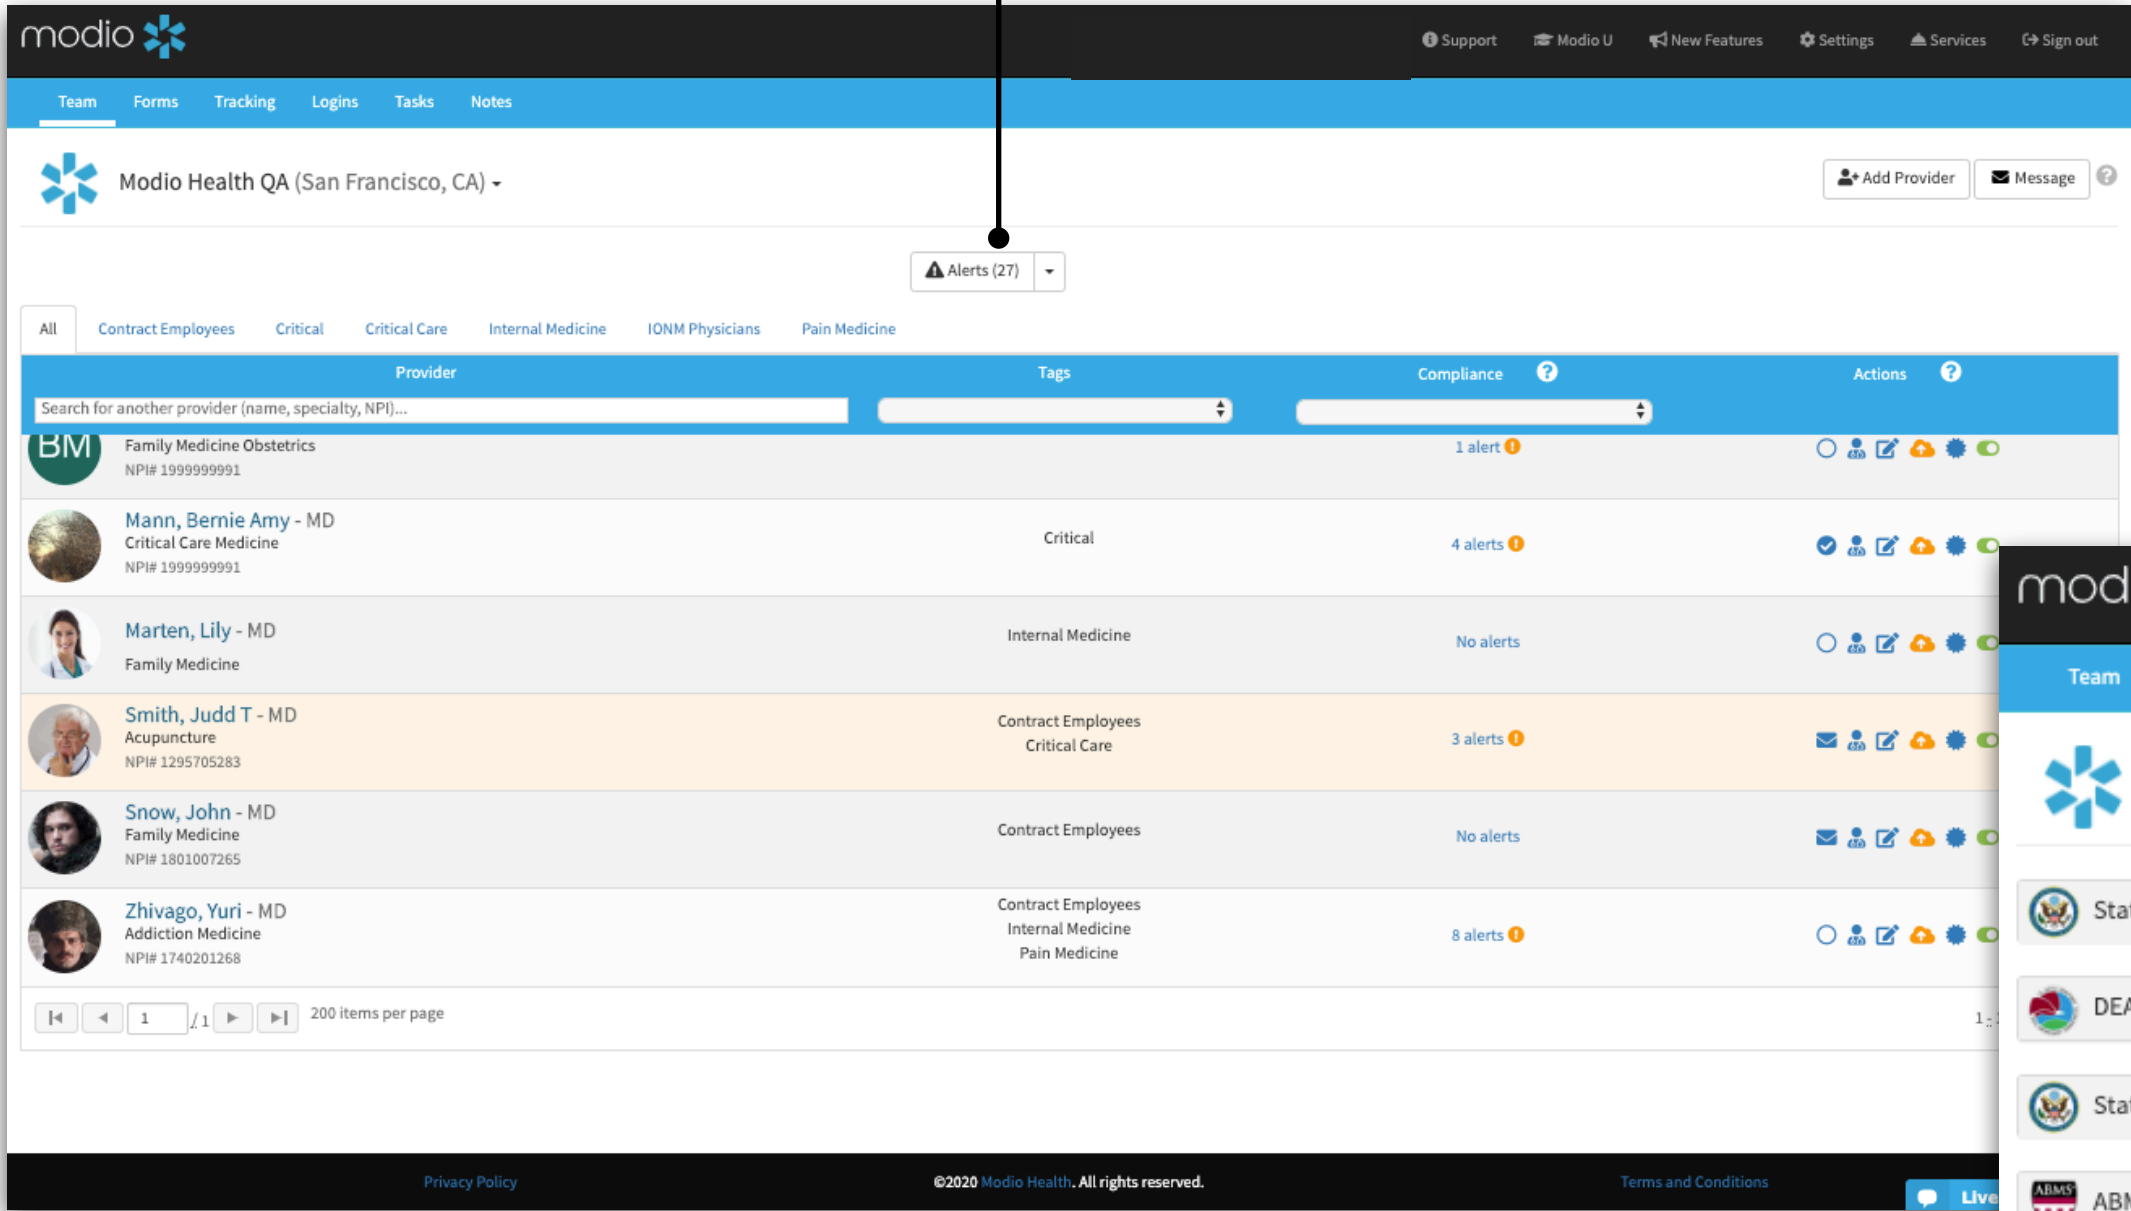 modio
Support Modio U New Features Settings Services Sign out
Team Forms Tracking Logins Tasks Notes
Modio Health QA (San Francisco, CA)
Add Provider Message
Alerts (27)
All Contract Employees Critical Critical Care Internal Medicine IONM Physicians Pain Medicine
Provider Tags Compliance Actions
Search for another provider (name, specialty, NPI)...
BM
Family Medicine Obstetrics
NPI# 1999999991
1 alert
Mann, Bernie Amy - MD
Critical Care Medicine
NPI# 1999999991
Critical
4 alerts
Marten, Lily - MD
Family Medicine
Internal Medicine
No alerts
Smith, Judd T - MD
Acupuncture
NPI# 1295705283
Contract Employees
Critical Care
3 alerts
Snow, John - MD
Family Medicine
NPI# 1801007265
Contract Employees
No alerts
Zhivago, Yuri - MD
Addiction Medicine
NPI# 1740201268
Contract Employees
Internal Medicine
Pain Medicine
8 alerts
1 / 1 200 items per page
1 -
Privacy Policy ©2020 Modio Health. All rights reserved. Terms and Conditions
Live
mod
Team
Sta
DEA
Sta
ABMS
AB